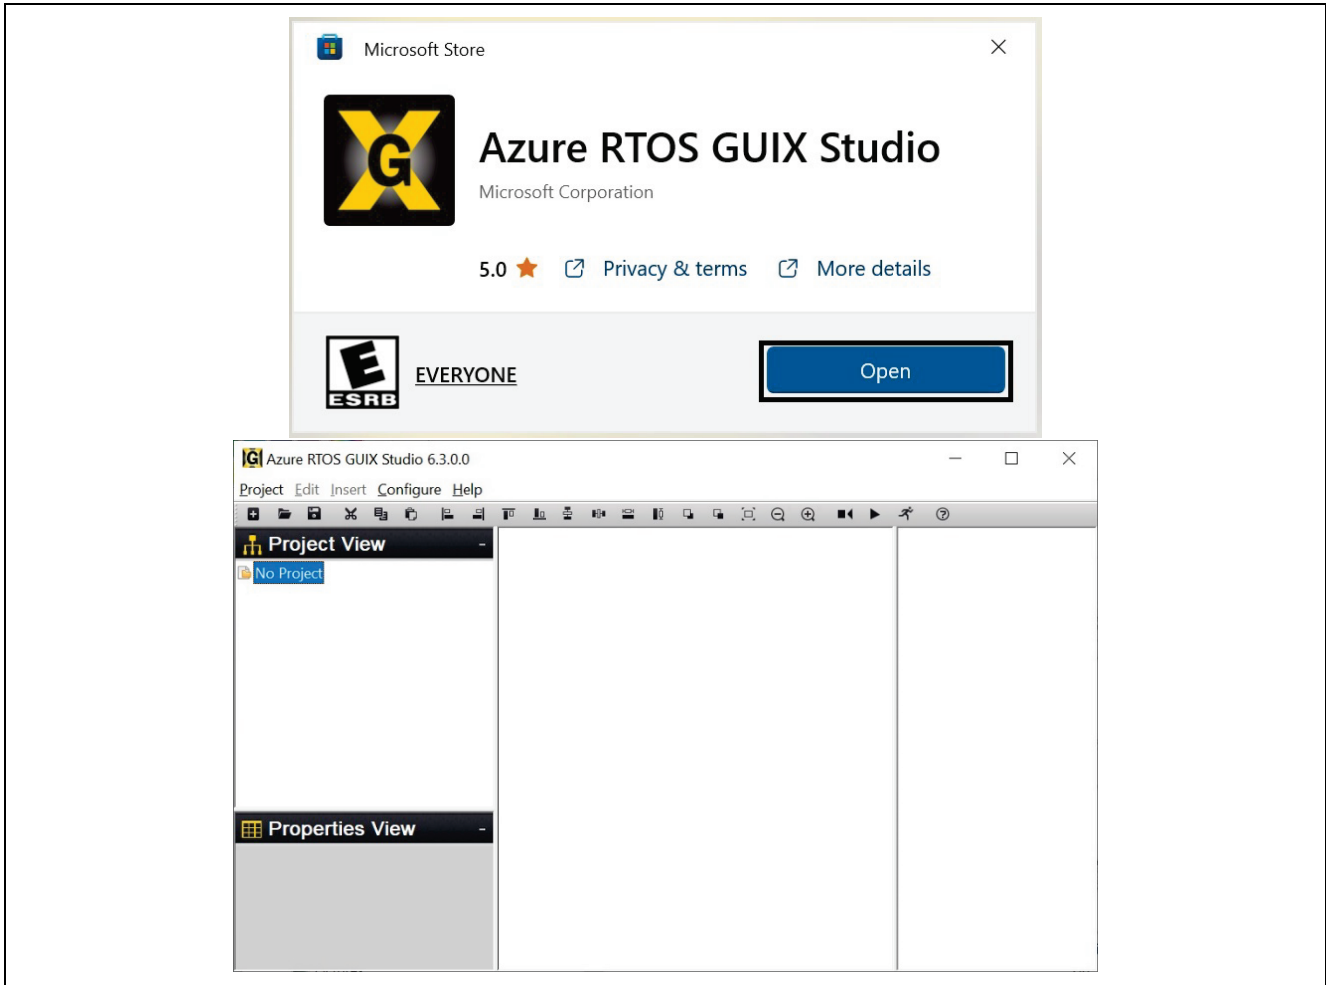 Microsoft Store
G
Azure RTOS GUIX Studio
Microsoft Corporation
5.0 Privacy & terms More details
E
ESRB
EVERYONE
Open
G Azure RTOS GUIX Studio 6.3.0.0
Project Edit Insert Configure Help
Project View -
No Project
Properties View -